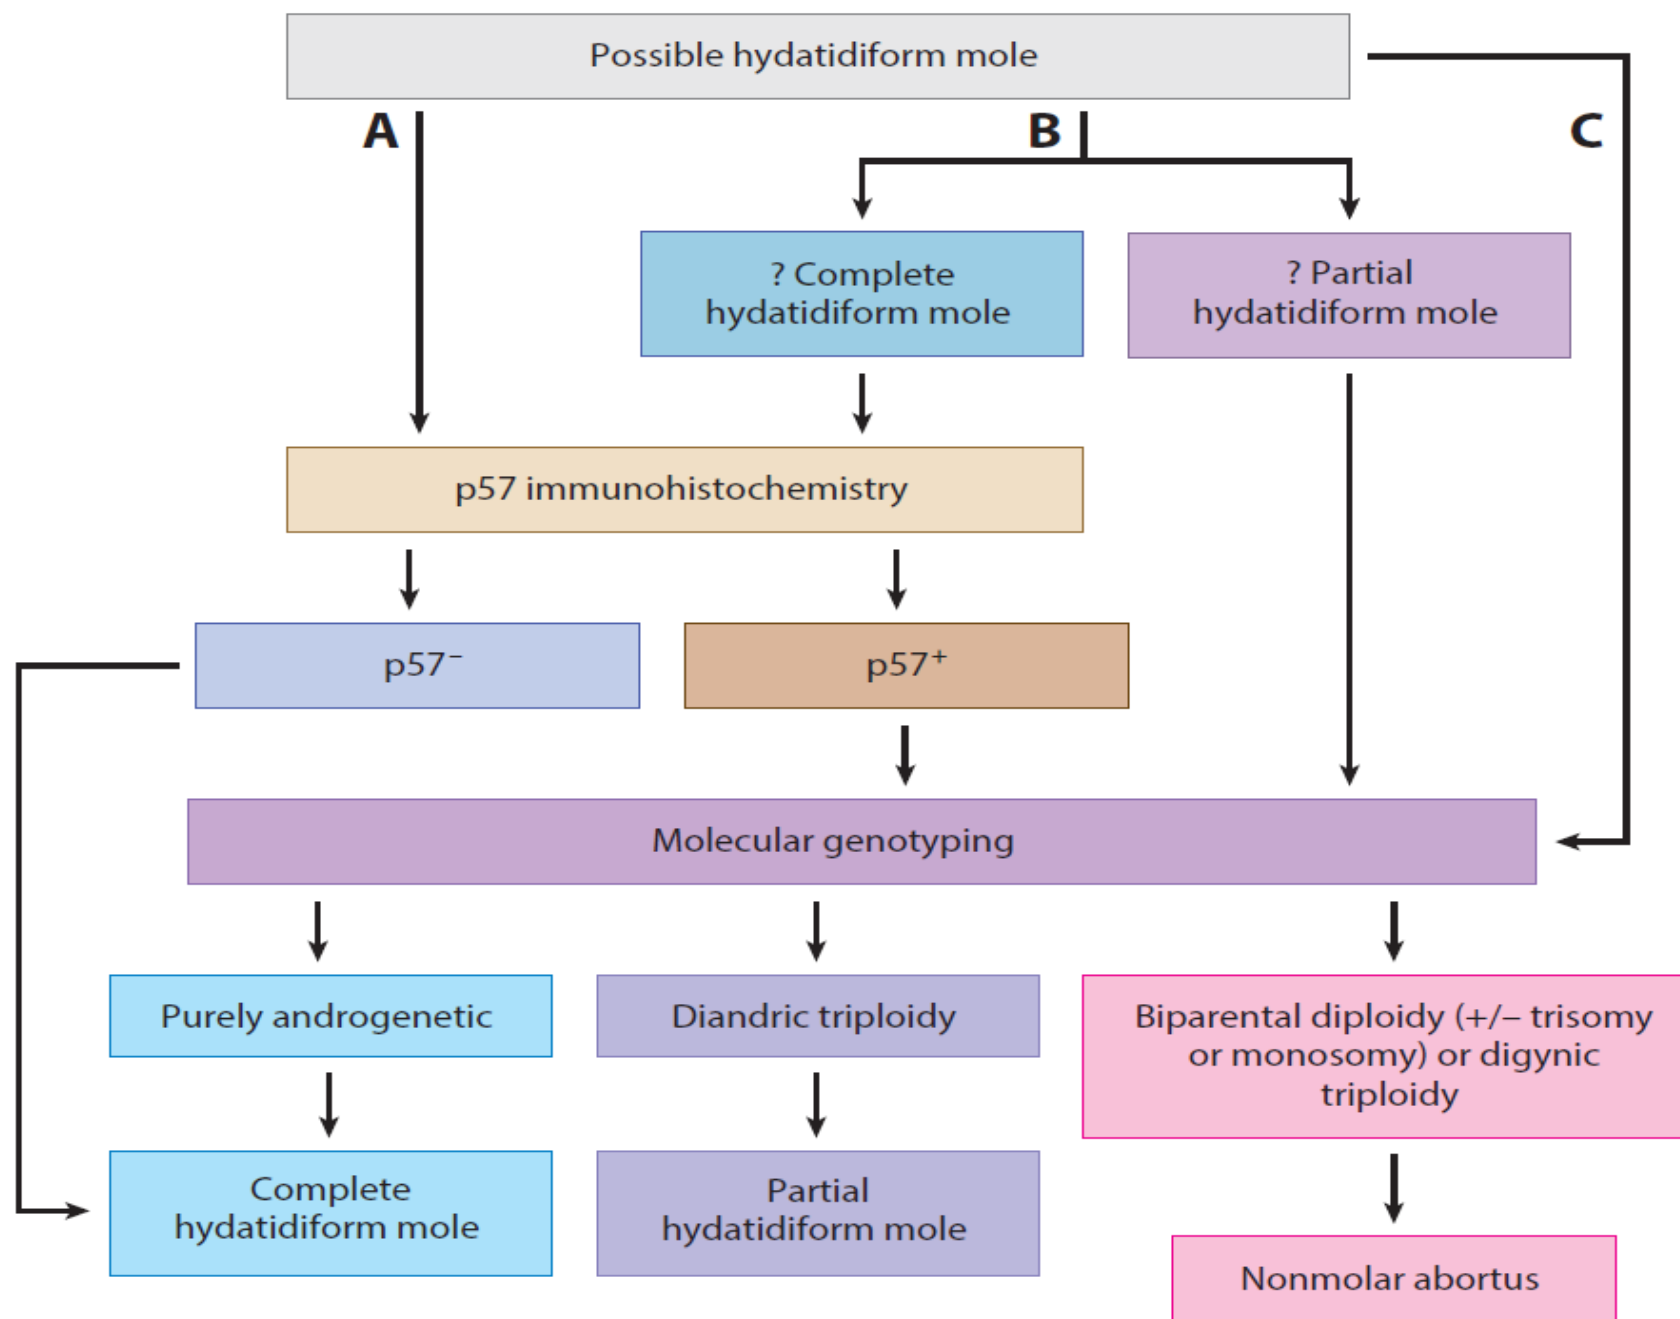 Possible hydatidiform mole
A
B
C
? Complete
hydatidiform mole
? Partial
hydatidiform mole
p57 immunohistochemistry
p57⁻
p57⁺
Molecular genotyping
Purely androgenetic
Diandric triploidy
Biparental diploidy (+/– trisomy
or monosomy) or digynic
triploidy
Complete
hydatidiform mole
Partial
hydatidiform mole
Nonmolar abortus